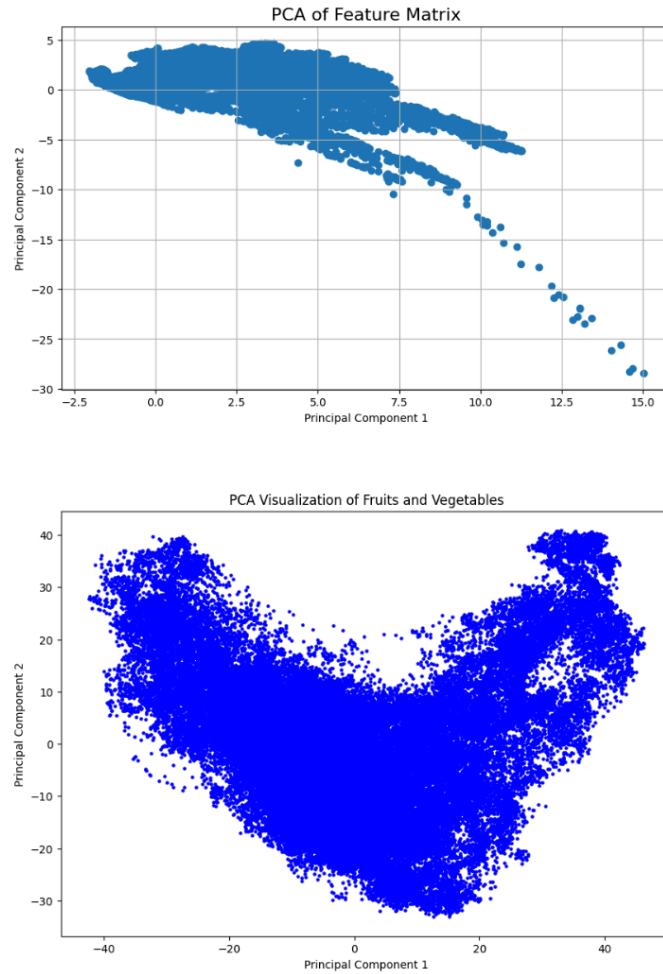 PCA of Feature Matrix
5
0
−5
−10
−15
−20
−25
−30
Principal Component 2
−2.5 0.0 2.5 5.0 7.5 10.0 12.5 15.0
Principal Component 1
PCA Visualization of Fruits and Vegetables
40
30
20
10
0
−10
−20
−30
Principal Component 2
−40 −20 0 20 40
Principal Component 1